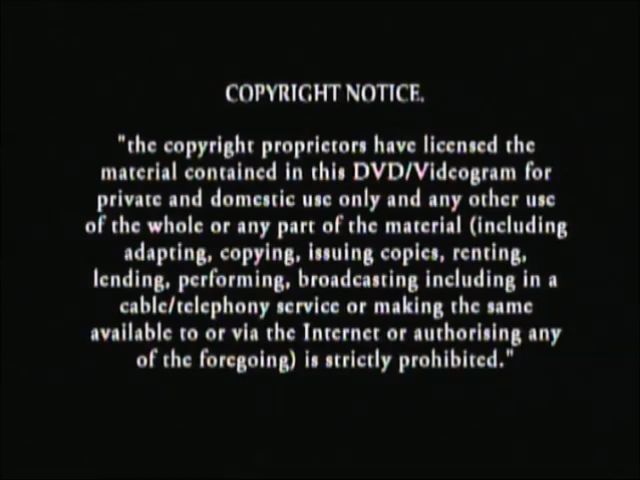 COPYRIGHT NOTICE.
"the copyright proprietors have licensed the
material contained in this DVD/Videogram for
private and domestic use only and any other use
of the whole or any part of the material (including
adapting, copying, issuing copies, renting,
lending, performing, broadcasting including in a
cable/telephony service or making the same
available to or via the Internet or authorising any
of the foregoing) is strictly prohibited."